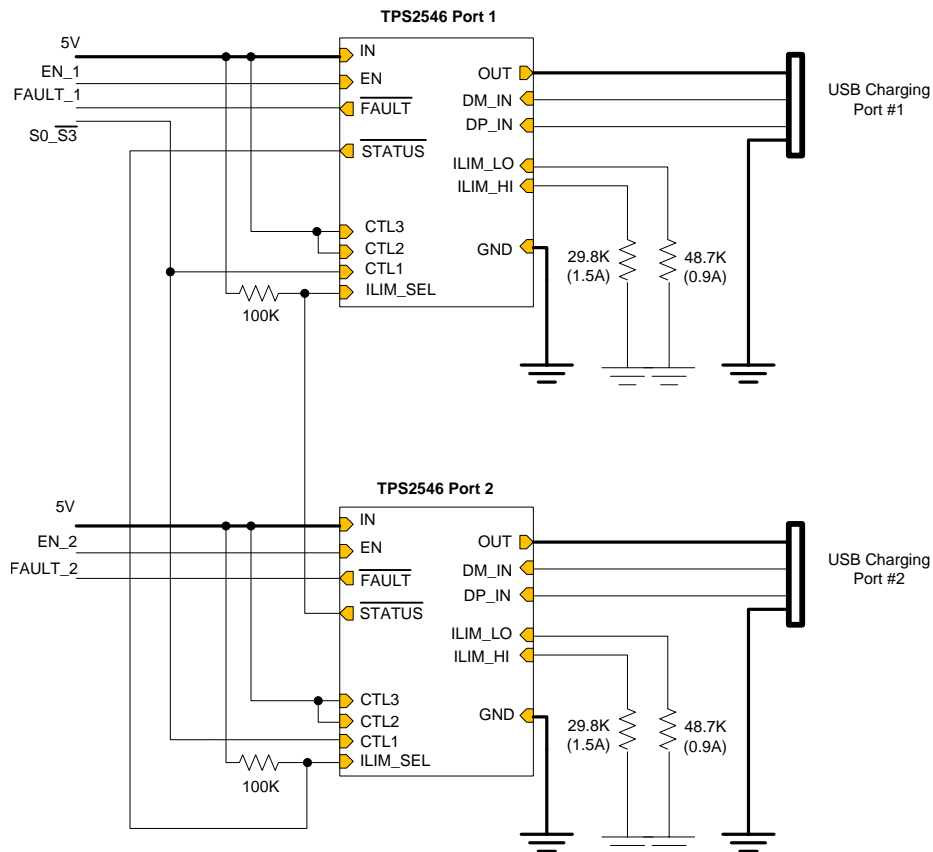 TPS2546 Port 1
5V
EN_1
FAULT_1
S0_S3
IN
EN
FAULT
STATUS
CTL3
CTL2
CTL1
ILIM_SEL
100K
OUT
DM_IN
DP_IN
ILIM_LO
ILIM_HI
GND
29.8K
(1.5A)
48.7K
(0.9A)
USB Charging
Port #1
TPS2546 Port 2
5V
EN_2
FAULT_2
IN
EN
FAULT
STATUS
CTL3
CTL2
CTL1
ILIM_SEL
100K
OUT
DM_IN
DP_IN
ILIM_LO
ILIM_HI
GND
29.8K
(1.5A)
48.7K
(0.9A)
USB Charging
Port #2